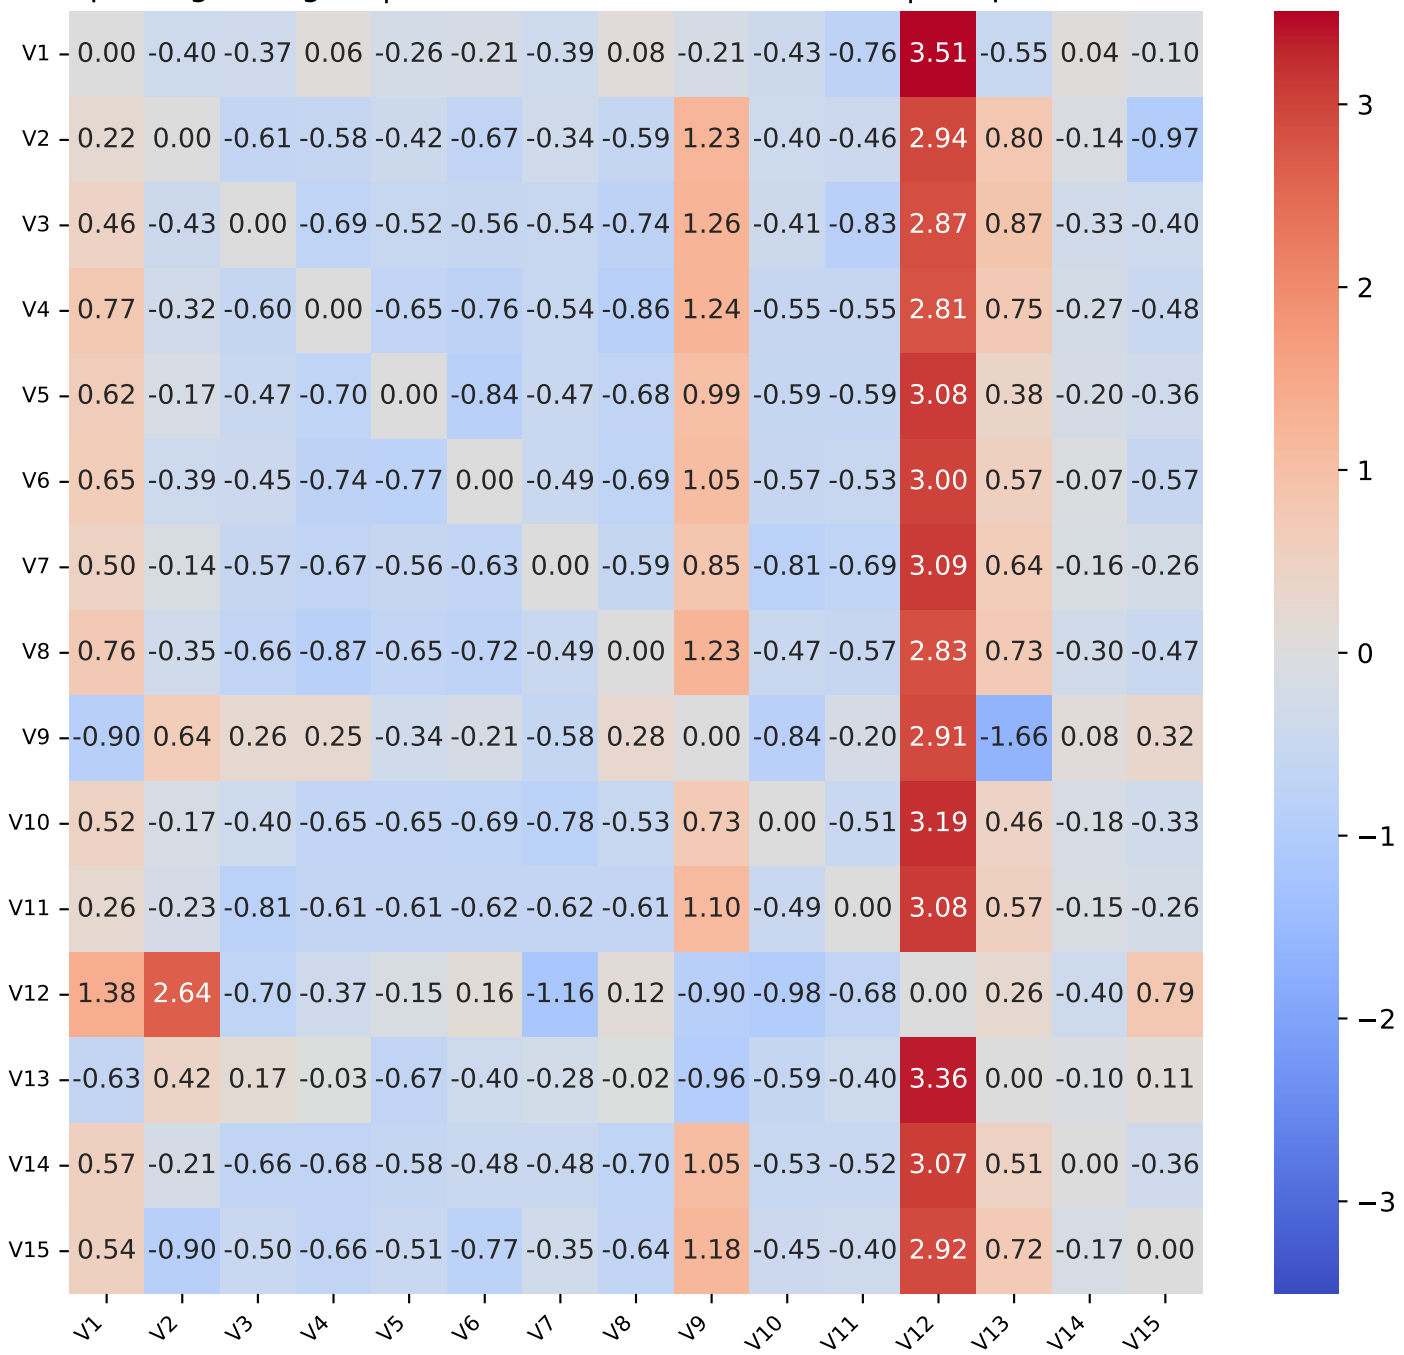 V1 0.00 -0.40 -0.37 0.06 -0.26 -0.21 -0.39 0.08 -0.21 -0.43 -0.76 3.51 -0.55 0.04 -0.10
V2 0.22 0.00 -0.61 -0.58 -0.42 -0.67 -0.34 -0.59 1.23 -0.40 -0.46 2.94 0.80 -0.14 -0.97
V3 0.46 -0.43 0.00 -0.69 -0.52 -0.56 -0.54 -0.74 1.26 -0.41 -0.83 2.87 0.87 -0.33 -0.40
V4 0.77 -0.32 -0.60 0.00 -0.65 -0.76 -0.54 -0.86 1.24 -0.55 -0.55 2.81 0.75 -0.27 -0.48
V5 0.62 -0.17 -0.47 -0.70 0.00 -0.84 -0.47 -0.68 0.99 -0.59 -0.59 3.08 0.38 -0.20 -0.36
V6 0.65 -0.39 -0.45 -0.74 -0.77 0.00 -0.49 -0.69 1.05 -0.57 -0.53 3.00 0.57 -0.07 -0.57
V7 0.50 -0.14 -0.57 -0.67 -0.56 -0.63 0.00 -0.59 0.85 -0.81 -0.69 3.09 0.64 -0.16 -0.26
V8 0.76 -0.35 -0.66 -0.87 -0.65 -0.72 -0.49 0.00 1.23 -0.47 -0.57 2.83 0.73 -0.30 -0.47
V9 -0.90 0.64 0.26 0.25 -0.34 -0.21 -0.58 0.28 0.00 -0.84 -0.20 2.91 -1.66 0.08 0.32
V10 0.52 -0.17 -0.40 -0.65 -0.65 -0.69 -0.78 -0.53 0.73 0.00 -0.51 3.19 0.46 -0.18 -0.33
V11 0.26 -0.23 -0.81 -0.61 -0.61 -0.62 -0.62 -0.61 1.10 -0.49 0.00 3.08 0.57 -0.15 -0.26
V12 1.38 2.64 -0.70 -0.37 -0.15 0.16 -1.16 0.12 -0.90 -0.98 -0.68 0.00 0.26 -0.40 0.79
V13 -0.63 0.42 0.17 -0.03 -0.67 -0.40 -0.28 -0.02 -0.96 -0.59 -0.40 3.36 0.00 -0.10 0.11
V14 0.57 -0.21 -0.66 -0.68 -0.58 -0.48 -0.48 -0.70 1.05 -0.53 -0.52 3.07 0.51 0.00 -0.36
V15 0.54 -0.90 -0.50 -0.66 -0.51 -0.77 -0.35 -0.64 1.18 -0.45 -0.40 2.92 0.72 -0.17 0.00
V1 V2 V3 V4 V5 V6 V7 V8 V9 V10 V11 V12 V13 V14 V15
3
2
1
0
−1
−2
−3